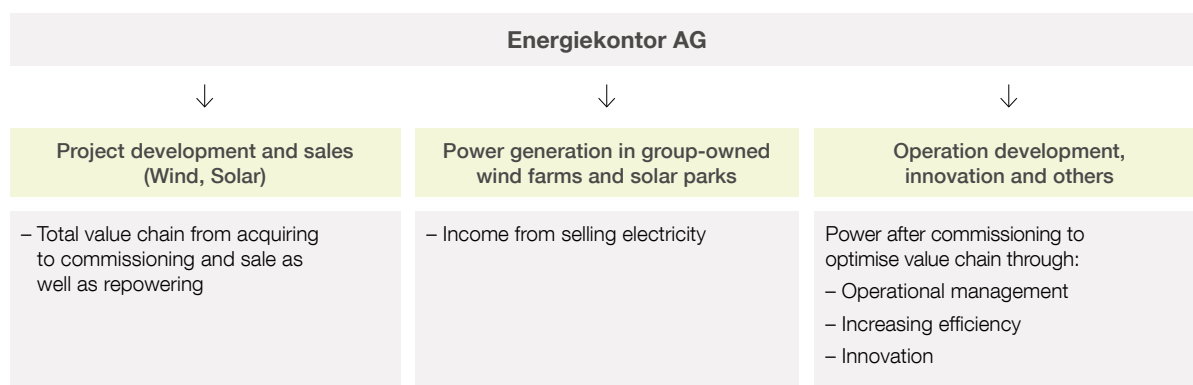 Energiekontor AG
Project development and sales
(Wind, Solar)
– Total value chain from acquiring
to commissioning and sale as
well as repowering
Power generation in group-owned
wind farms and solar parks
– Income from selling electricity
Operation development,
innovation and others
Power after commissioning to
optimise value chain through:
– Operational management
– Increasing efficiency
– Innovation